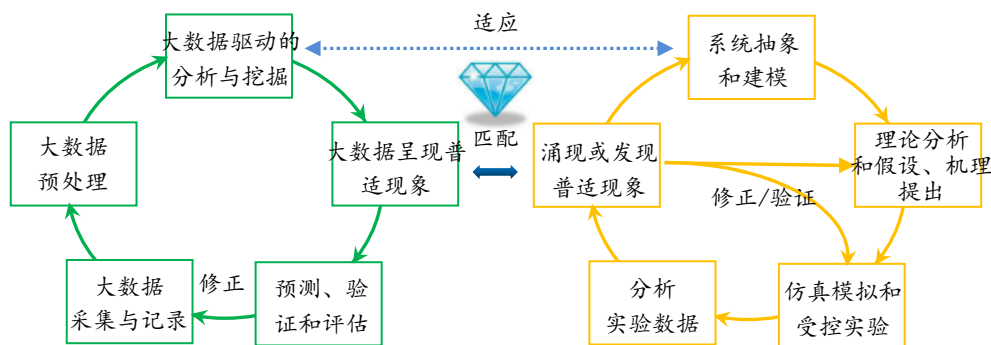 适应
大数据驱动的
分析与挖掘
系统抽象
和建模
匹配
大数据
预处理
大数据呈现普
适现象
涌现或发现
普适现象
理论分析
和假设、机理
提出
修正/验证
修正
大数据
采集与记录
预测、验
证和评估
分析
实验数据
仿真模拟和
受控实验